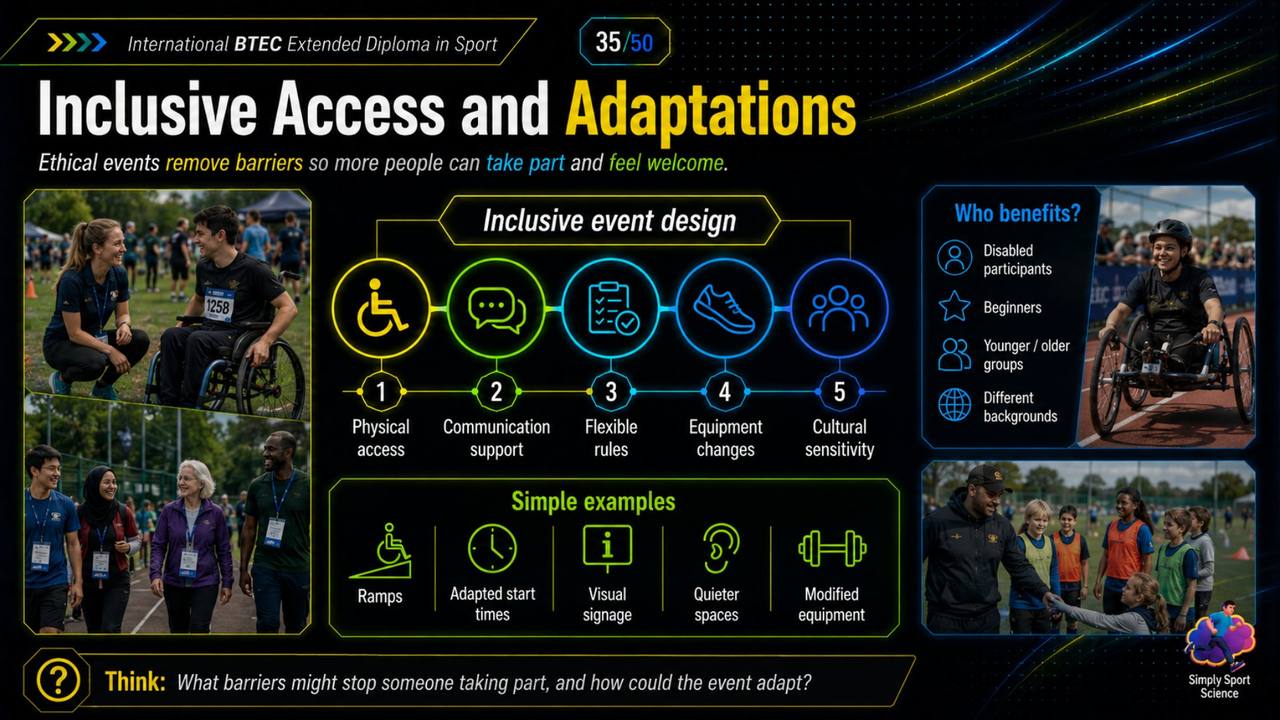 International BTEC Extended Diploma in Sport
35/50
Inclusive Access and Adaptations
Ethical events remove barriers so more people can take part and feel welcome.
1258
Inclusive event design
1
2
3
4
5
Physical
access
Communication
support
Flexible
rules
Equipment
changes
Cultural
sensitivity
Simple examples
Ramps
Adapted start
times
Visual
signage
Quieter
spaces
Modified
equipment
Who benefits?
Disabled
participants
Beginners
Younger / older
groups
Different
backgrounds
? Think: What barriers might stop someone taking part, and how could the event adapt?
Simply Sport
Science